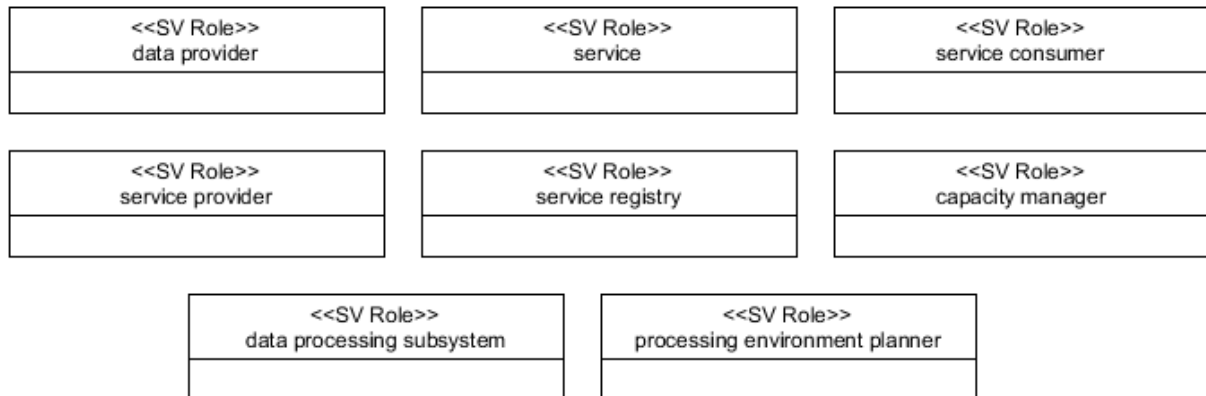 <<SV Role>>
data provider
<<SV Role>>
service
<<SV Role>>
service consumer
<<SV Role>>
service provider
<<SV Role>>
service registry
<<SV Role>>
capacity manager
<<SV Role>>
data processing subsystem
<<SV Role>>
processing environment planner